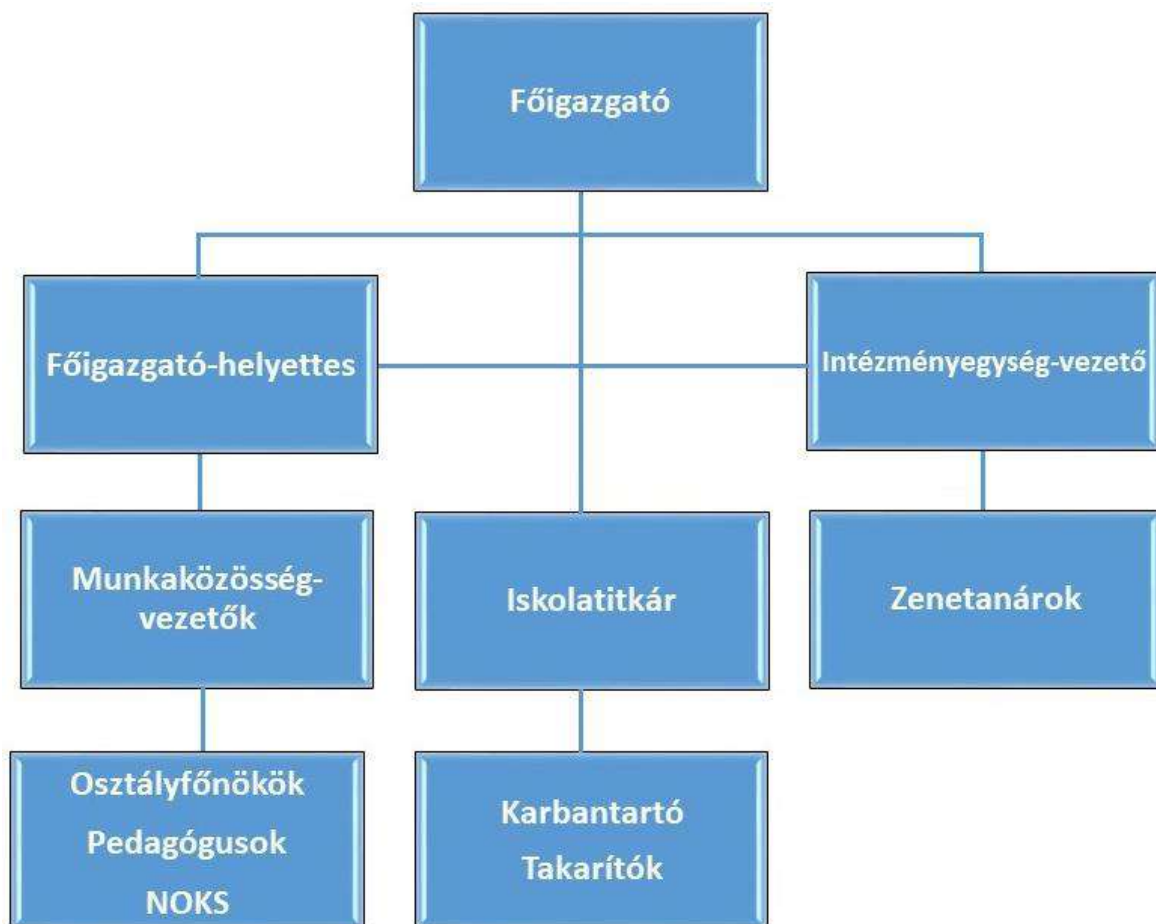 Főigazgató
Főigazgató-helyettes
Intézményegység-vezető
Munkaközösség-
vezetők
Iskolatitkár
Zenetanárok
Osztályfőnökök
Pedagógusok
NOKS
Karbantartó
Takarítók